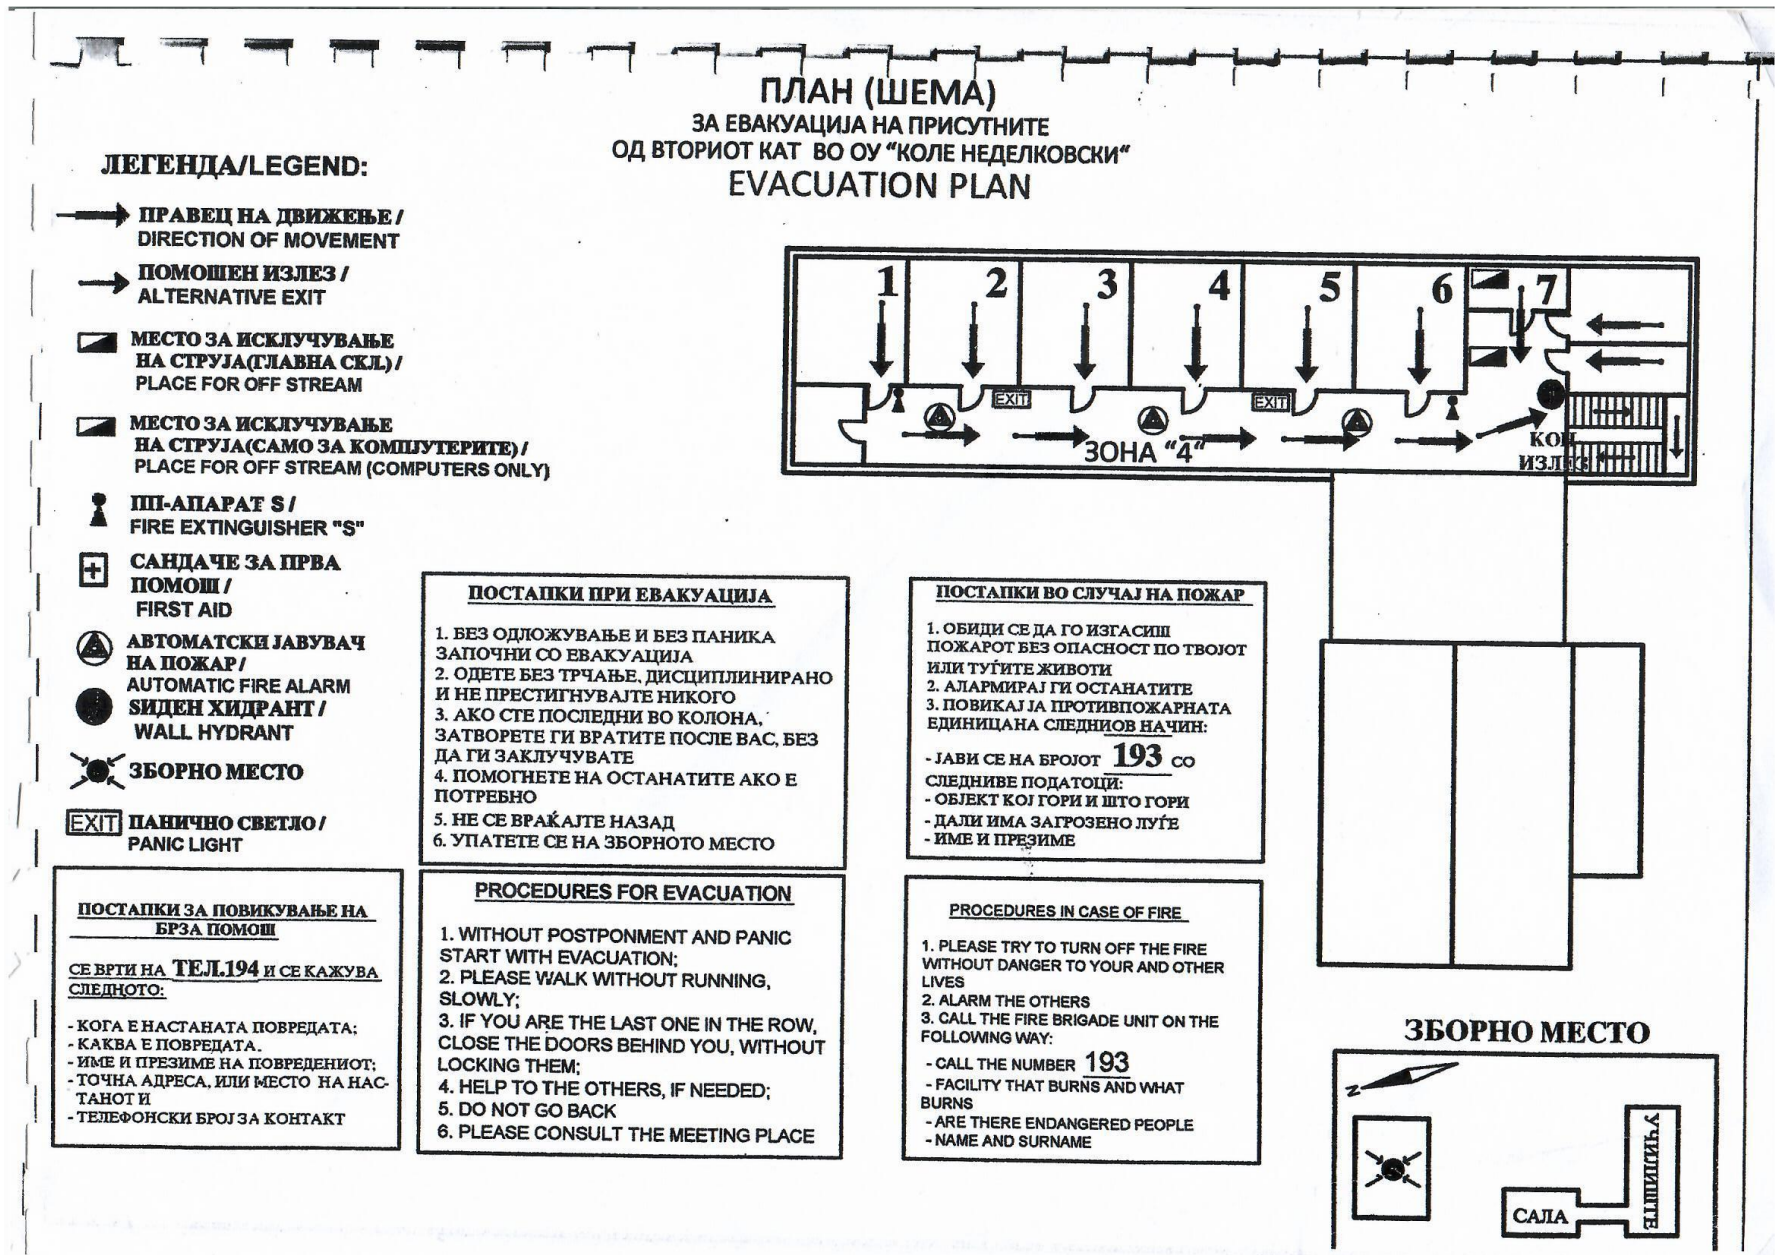 ПЛАН (ШЕМА)
ЗА ЕВАКУАЦИЈА НА ПРИСУТНИТЕ
ОД ВТОРИОТ КАТ ВО ОУ "КОЛЕ НЕДЕЛКОВСКИ"
EVACUATION PLAN
ЛЕГЕНДА/LEGEND:
ПРАВЕЦ НА ДВИЖЕЊЕ /
DIRECTION OF MOVEMENT
ПОМОШЕН ИЗЛЕЗ /
ALTERNATIVE EXIT
МЕСТО ЗА ИСКЛУЧУВАЊЕ
НА СТРУЈА(ГЛАВНА СКЛ.) /
PLACE FOR OFF STREAM
МЕСТО ЗА ИСКЛУЧУВАЊЕ
НА СТРУЈА(САМО ЗА КОМПЈУТЕРИТЕ) /
PLACE FOR OFF STREAM (COMPUTERS ONLY)
ПП-АПАРАТ S /
FIRE EXTINGUISHER "S"
САНДАЧЕ ЗА ПРВА
ПОМОШ /
FIRST AID
АВТОМАТСКИ ЈАВУВАЧ
НА ПОЖАР /
AUTOMATIC FIRE ALARM
ЅИДЕН ХИДРАНТ /
WALL HYDRANT
ЗБОРНО МЕСТО
EXIT ПАНИЧНО СВЕТЛО /
PANIC LIGHT
1 2 3 4 5 6 7
EXIT EXIT
ЗОНА "4"
КОН
ИЗЛЕЗ
ПОСТАПКИ ПРИ ЕВАКУАЦИЈА
1. БЕЗ ОДЛОЖУВАЊЕ И БЕЗ ПАНИКА
ЗАПОЧНИ СО ЕВАКУАЦИЈА
2. ОДЕТЕ БЕЗ ТРЧАЊЕ, ДИСЦИПЛИНИРАНО
И НЕ ПРЕСТИГНУВАЈТЕ НИКОГО
3. АКО СТЕ ПОСЛЕДНИ ВО КОЛОНА,
ЗАТВОРЕТЕ ГИ ВРАТИТЕ ПОСЛЕ ВАС, БЕЗ
ДА ГИ ЗАКЛУЧУВАТЕ
4. ПОМОГНЕТЕ НА ОСТАНАТИТЕ АКО Е
ПОТРЕБНО
5. НЕ СЕ ВРАЌАЈТЕ НАЗАД
6. УПАТЕТЕ СЕ НА ЗБОРНОТО МЕСТО
ПОСТАПКИ ВО СЛУЧАЈ НА ПОЖАР
1. ОБИДИ СЕ ДА ГО ИЗГАСИШ
ПОЖАРОТ БЕЗ ОПАСНОСТ ПО ТВОЈОТ
ИЛИ ТУЃИТЕ ЖИВОТИ
2. АЛАРМИРАЈ ГИ ОСТАНАТИТЕ
3. ПОВИКАЈ ЈА ПРОТИВПОЖАРНАТА
ЕДИНИЦАНА СЛЕДНИОВ НАЧИН:
- ЈАВИ СЕ НА БРОЈОТ 193 СО
СЛЕДНИВЕ ПОДАТОЦИ:
- ОБЈЕКТ КОЈ ГОРИ И ШТО ГОРИ
- ДАЛИ ИМА ЗАГРОЗЕНО ЛУЃЕ
- ИМЕ И ПРЕЗИМЕ
ПОСТАПКИ ЗА ПОВИКУВАЊЕ НА
БРЗА ПОМОШ
СЕ ВРТИ НА ТЕЛ.194 И СЕ КАЖУВА
СЛЕДНОТО:
- КОГА Е НАСТАНАТА ПОВРЕДАТА;
- КАКВА Е ПОВРЕДАТА.
- ИМЕ И ПРЕЗИМЕ НА ПОВРЕДЕНИОТ;
- ТОЧНА АДРЕСА, ИЛИ МЕСТО НА НАС-
ТАНОТ И
- ТЕЛЕФОНСКИ БРОЈ ЗА КОНТАКТ
PROCEDURES FOR EVACUATION
1. WITHOUT POSTPONMENT AND PANIC
START WITH EVACUATION;
2. PLEASE WALK WITHOUT RUNNING,
SLOWLY;
3. IF YOU ARE THE LAST ONE IN THE ROW,
CLOSE THE DOORS BEHIND YOU, WITHOUT
LOCKING THEM;
4. HELP TO THE OTHERS, IF NEEDED;
5. DO NOT GO BACK
6. PLEASE CONSULT THE MEETING PLACE
PROCEDURES IN CASE OF FIRE
1. PLEASE TRY TO TURN OFF THE FIRE
WITHOUT DANGER TO YOUR AND OTHER
LIVES
2. ALARM THE OTHERS
3. CALL THE FIRE BRIGADE UNIT ON THE
FOLLOWING WAY:
- CALL THE NUMBER 193
- FACILITY THAT BURNS AND WHAT
BURNS
- ARE THERE ENDANGERED PEOPLE
- NAME AND SURNAME
ЗБОРНО МЕСТО
N
УЧИЛИШТЕ
САЛА